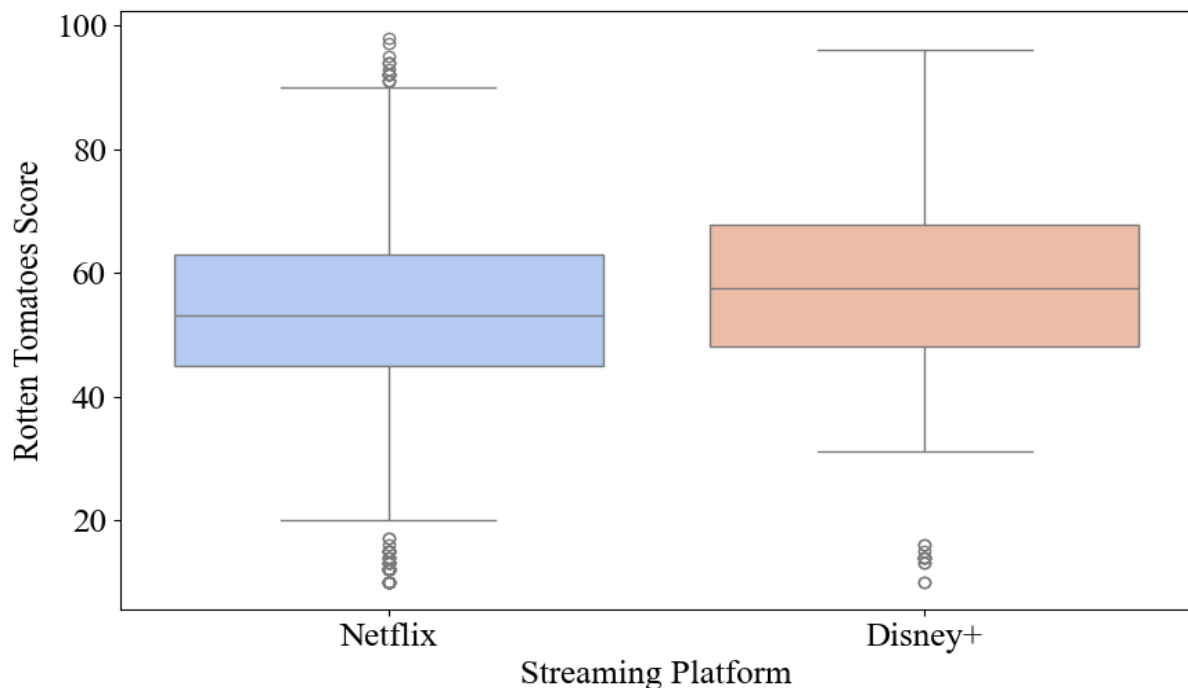 100
80
60
40
20
Rotten Tomatoes Score
Netflix
Disney+
Streaming Platform